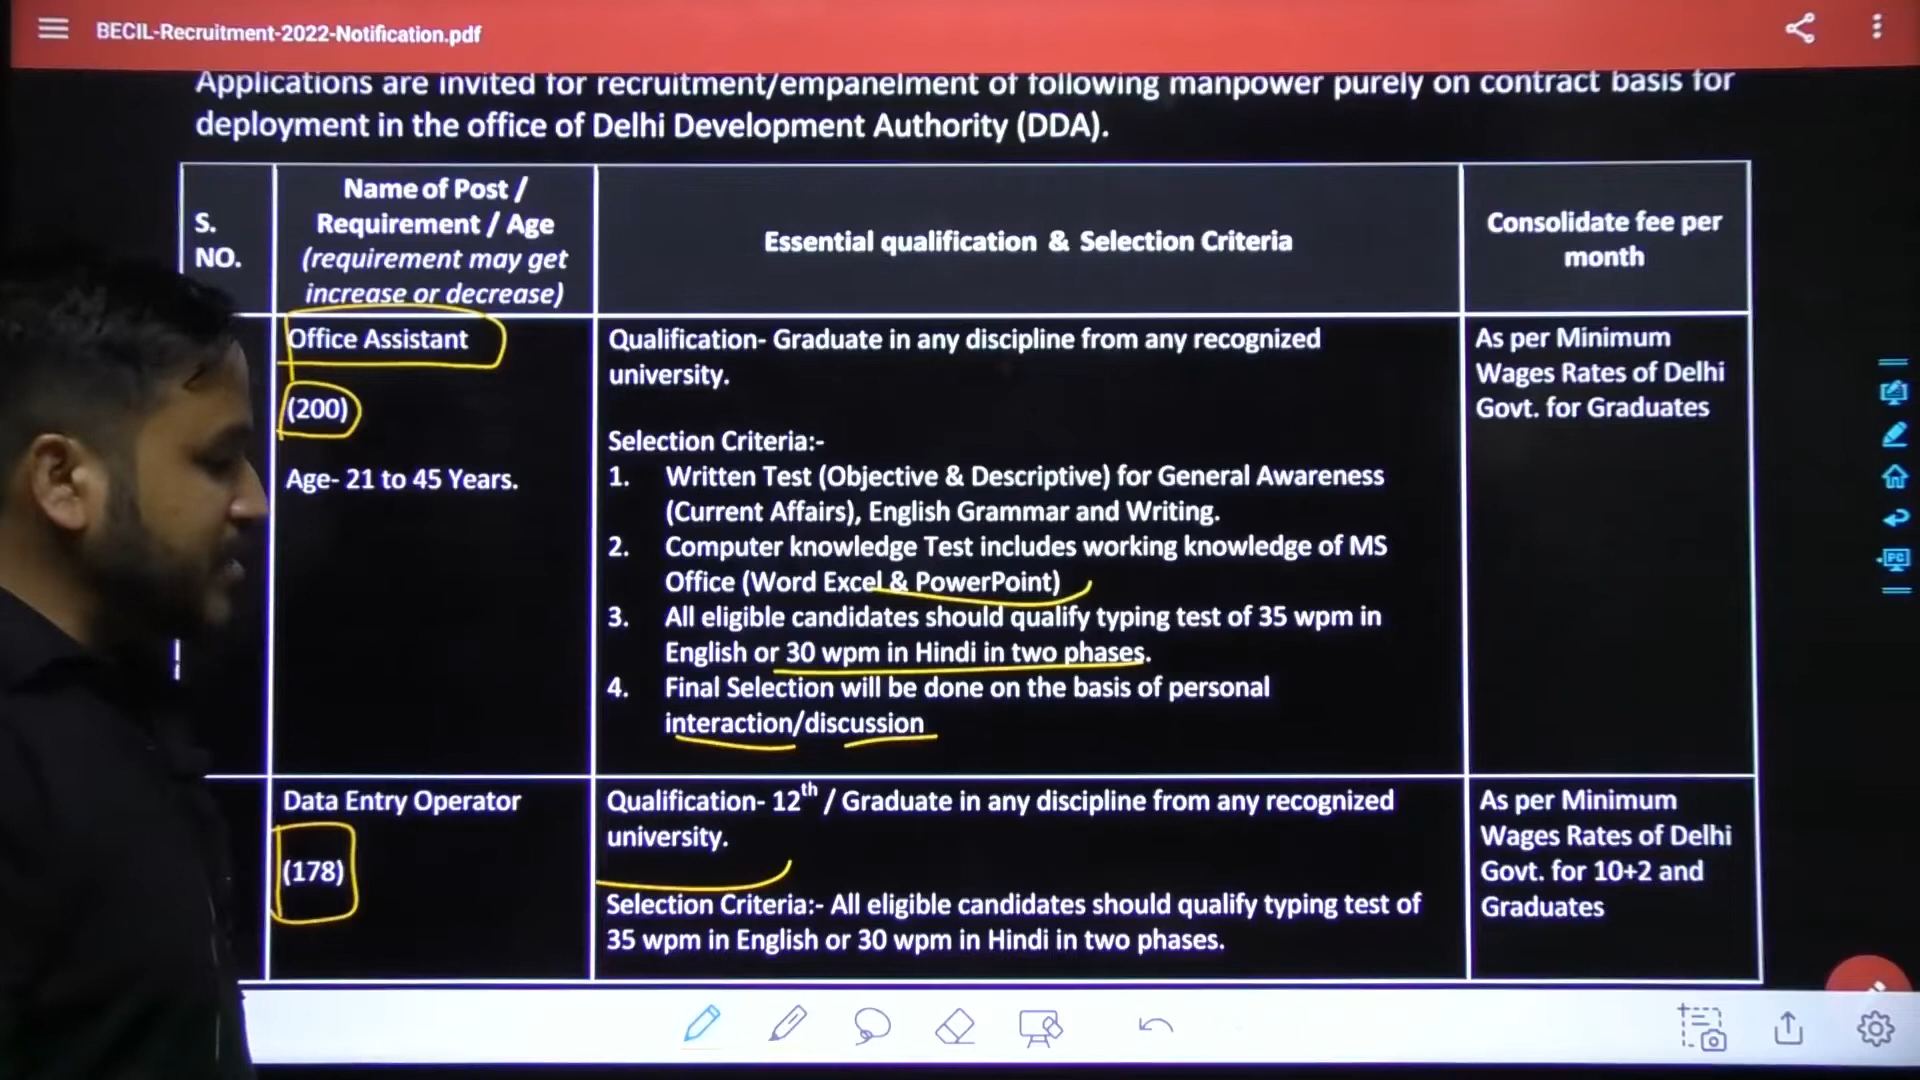 BECIL-Recruitment-2022-Notification.pdf
Applications are invited for recruitment/empanelment of following manpower purely on contract basis for
deployment in the office of Delhi Development Authority (DDA).
S.
NO.
Name of Post /
Requirement / Age
(requirement may get
increase or decrease)
Essential qualification & Selection Criteria
Consolidate fee per
month
Office Assistant
(200)
Age- 21 to 45 Years.
Qualification- Graduate in any discipline from any recognized
university.
Selection Criteria:-
1. Written Test (Objective & Descriptive) for General Awareness
(Current Affairs), English Grammar and Writing.
2. Computer knowledge Test includes working knowledge of MS
Office (Word Excel & PowerPoint)
3. All eligible candidates should qualify typing test of 35 wpm in
English or 30 wpm in Hindi in two phases.
4. Final Selection will be done on the basis of personal
interaction/discussion
As per Minimum
Wages Rates of Delhi
Govt. for Graduates
Data Entry Operator
(178)
Qualification- 12th / Graduate in any discipline from any recognized
university.
Selection Criteria:- All eligible candidates should qualify typing test of
35 wpm in English or 30 wpm in Hindi in two phases.
As per Minimum
Wages Rates of Delhi
Govt. for 10+2 and
Graduates
PC